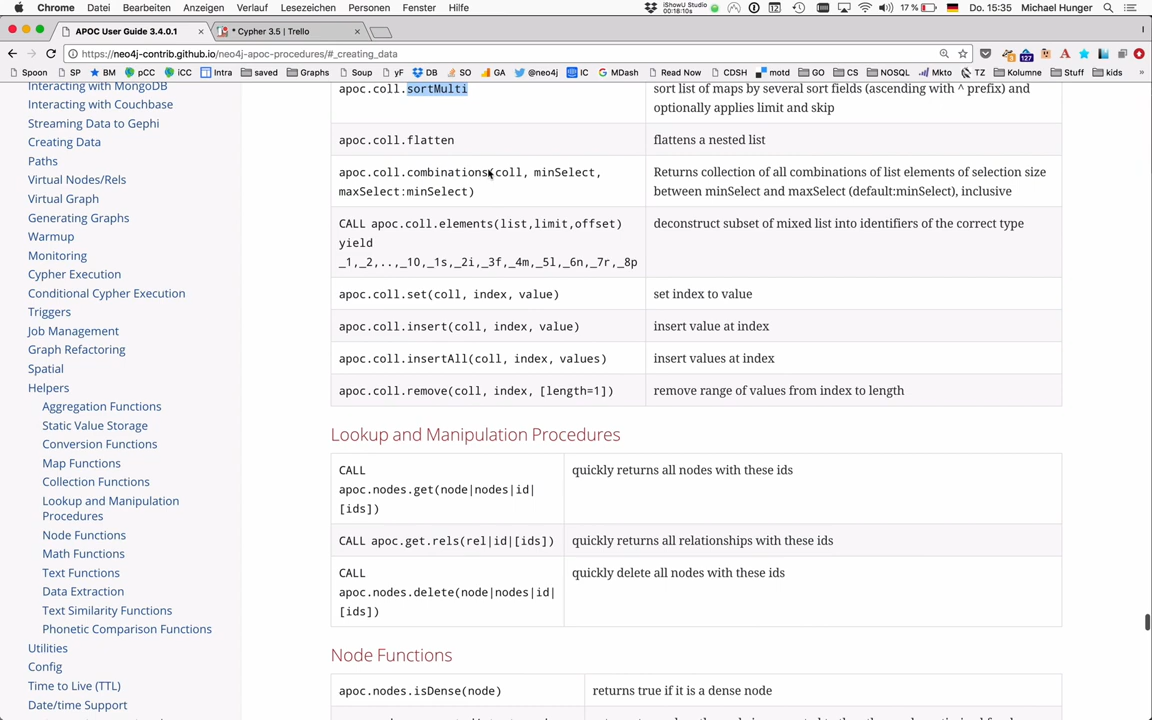 Chrome Ablage Bearbeiten Anzeigen Verlauf Lesezeichen Personen Fenster Hilfe iShowU Studio 00:18:10s 17 % Do. 15:35 Michael Hunger
APOC User Guide 3.4.0.1 × * Cypher 3.5 | Trello ×
https://neo4j-contrib.github.io/neo4j-apoc-procedures/#_creating_data 127
Spoon SP BM pCC iCC Intra saved Graphs Soup yF DB SO GA @neo4j IC MDash Read Now CDSH motd GO CS NOSQL Mkto TZ Kolumne Stuff kids
Interacting with MongoDB
Interacting with Couchbase
Streaming Data to Gephi
Creating Data
Paths
Virtual Nodes/Rels
Virtual Graph
Generating Graphs
Warmup
Monitoring
Cypher Execution
Conditional Cypher Execution
Triggers
Job Management
Graph Refactoring
Spatial
Helpers
Aggregation Functions
Static Value Storage
Conversion Functions
Map Functions
Collection Functions
Lookup and Manipulation
Procedures
Node Functions
Math Functions
Text Functions
Data Extraction
Text Similarity Functions
Phonetic Comparison Functions
Utilities
Config
Time to Live (TTL)
Date/time Support
apoc.coll.sortMulti
sort list of maps by several sort fields (ascending with ^ prefix) and
optionally applies limit and skip
apoc.coll.flatten
flattens a nested list
apoc.coll.combinations(coll, minSelect,
maxSelect:minSelect)
Returns collection of all combinations of list elements of selection size
between minSelect and maxSelect (default:minSelect), inclusive
CALL apoc.coll.elements(list,limit,offset)
yield
_1,_2,..,_10,_1s,_2i,_3f,_4m,_5l,_6n,_7r,_8p
deconstruct subset of mixed list into identifiers of the correct type
apoc.coll.set(coll, index, value)
set index to value
apoc.coll.insert(coll, index, value)
insert value at index
apoc.coll.insertAll(coll, index, values)
insert values at index
apoc.coll.remove(coll, index, [length=1])
remove range of values from index to length
Lookup and Manipulation Procedures
CALL
apoc.nodes.get(node|nodes|id|
[ids])
quickly returns all nodes with these ids
CALL apoc.get.rels(rel|id|[ids])
quickly returns all relationships with these ids
CALL
apoc.nodes.delete(node|nodes|id|
[ids])
quickly delete all nodes with these ids
Node Functions
apoc.nodes.isDense(node)
returns true if it is a dense node